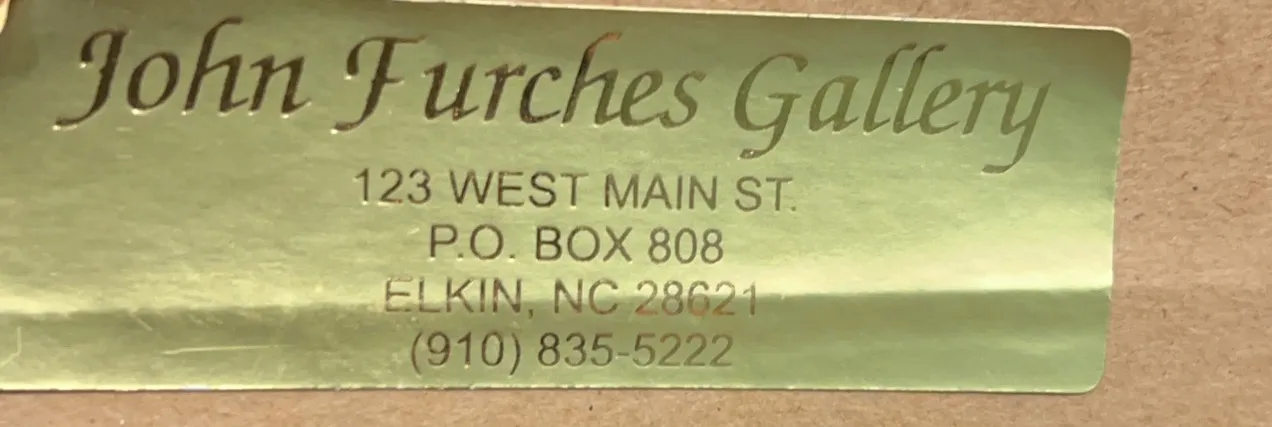 John Furches Gallery
123 WEST MAIN ST.
P.O. BOX 808
ELKIN, NC 28621
(910) 835-5222